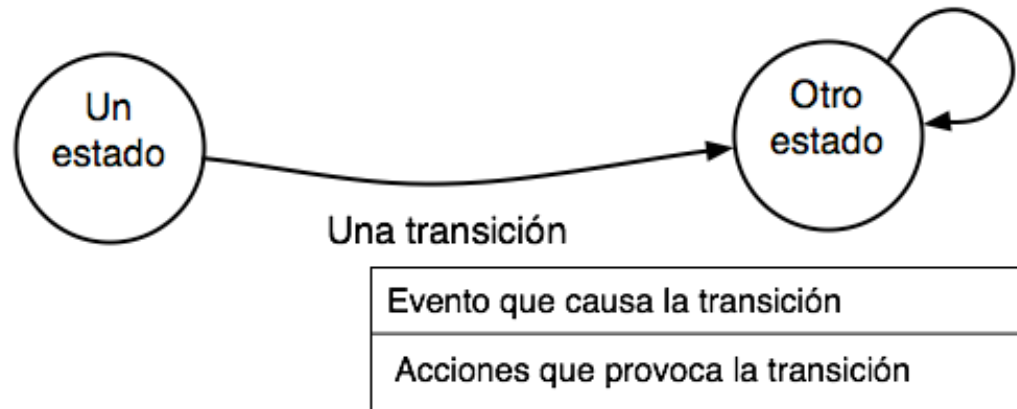 Un
estado
Otro
estado
Una transición
Evento que causa la transición
Acciones que provoca la transición